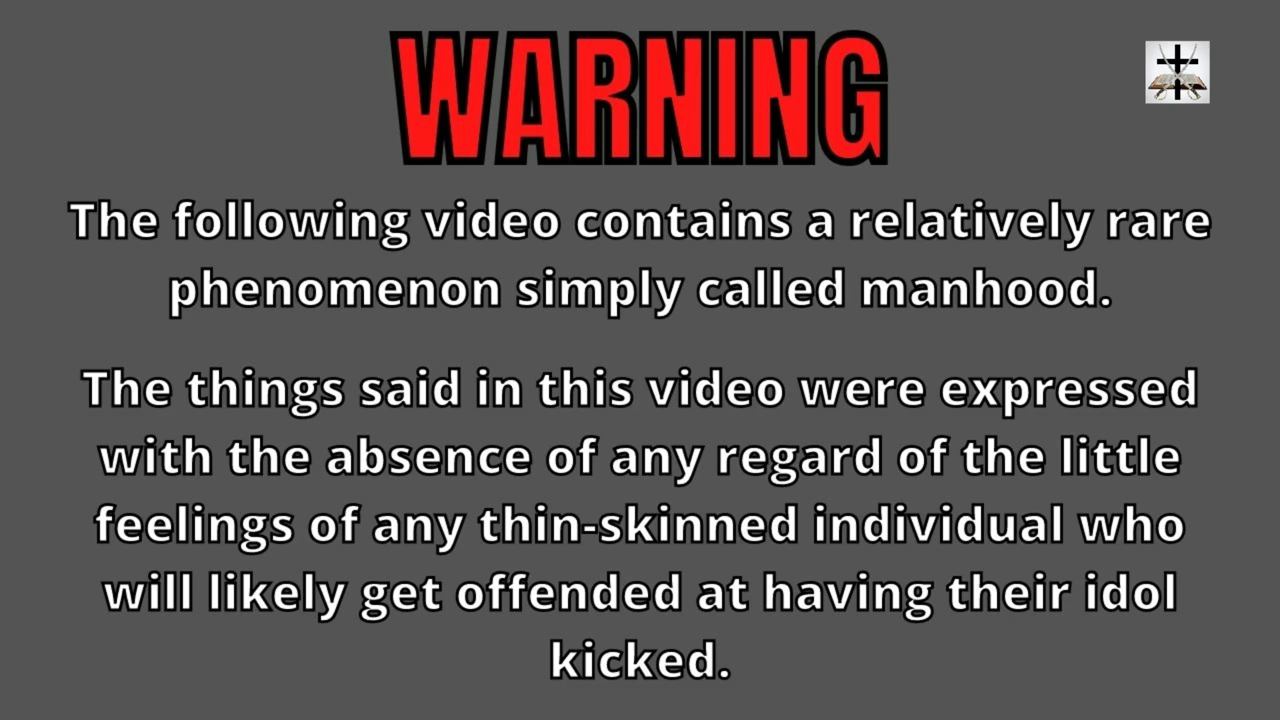 WARNING
The following video contains a relatively rare
phenomenon simply called manhood.
The things said in this video were expressed
with the absence of any regard of the little
feelings of any thin-skinned individual who
will likely get offended at having their idol
kicked.